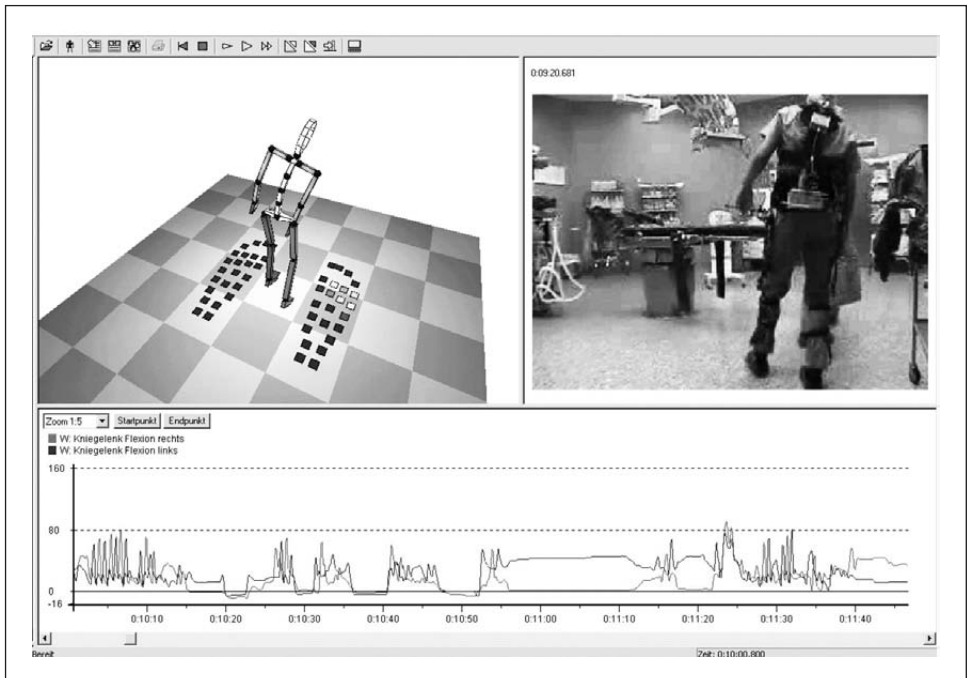 0:09:20.681
Zoom 1:5 Startpunkt Endpunkt
W: Kniegelenk Flexion rechts
W: Kniegelenk Flexion links
160
80
0
-16
0:10:10 0:10:20 0:10:30 0:10:40 0:10:50 0:11:00 0:11:10 0:11:20 0:11:30 0:11:40
Bereit Zeit: 0:10:00.800